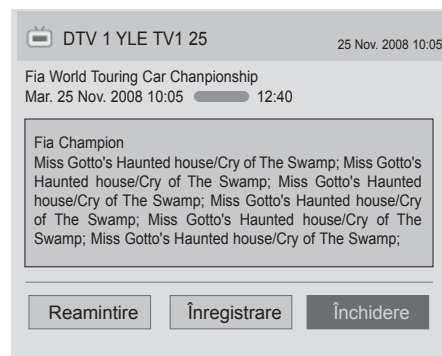 DTV 1 YLE TV1 25
25 Nov. 2008 10:05
Fia World Touring Car Chanpionship
Mar. 25 Nov. 2008 10:05 12:40
Fia Champion
Miss Gotto's Haunted house/Cry of The Swamp; Miss Gotto's
Haunted house/Cry of The Swamp; Miss Gotto's Haunted
house/Cry of The Swamp; Miss Gotto's Haunted house/Cry
of The Swamp; Miss Gotto's Haunted house/Cry of The
Swamp; Miss Gotto's Haunted house/Cry of The Swamp;
Reamintire Înregistrare Închidere